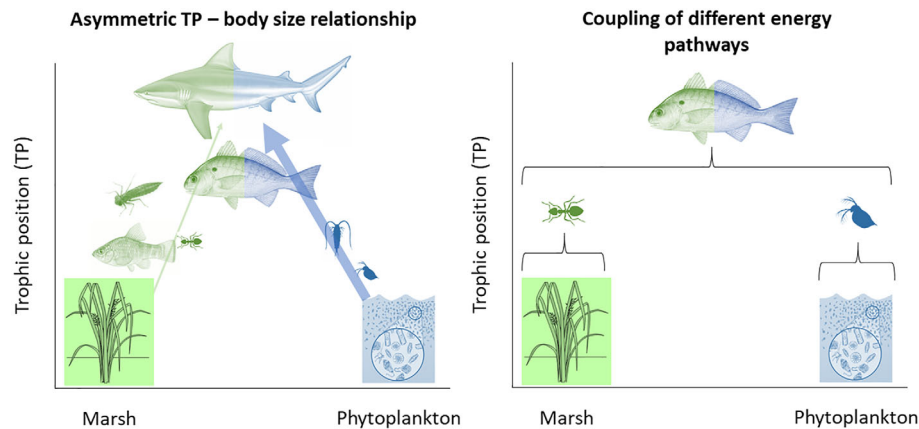 Asymmetric TP – body size relationship
Trophic position (TP)
Marsh
Phytoplankton
Coupling of different energy
pathways
Trophic position (TP)
Marsh
Phytoplankton